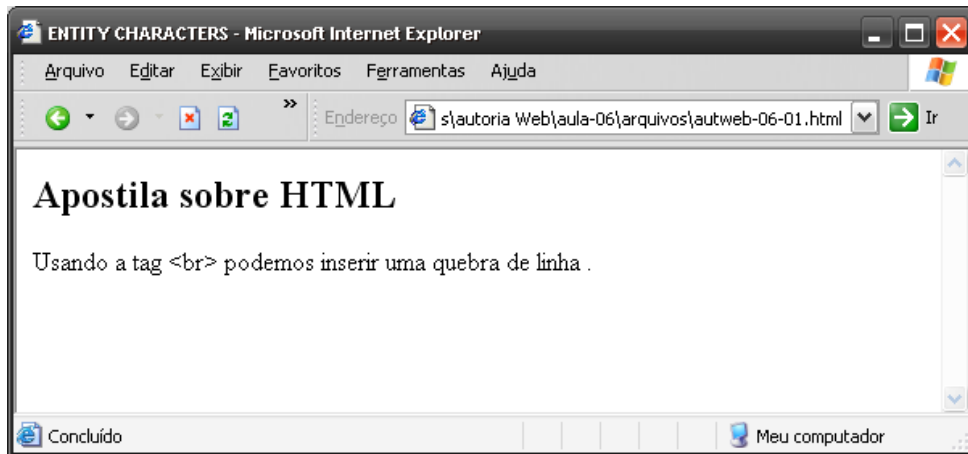 ENTITY CHARACTERS - Microsoft Internet Explorer
Arquivo Editar Exibir Favoritos Ferramentas Ajuda
» Endereço s\autoria Web\aula-06\arquivos\autweb-06-01.html Ir
Apostila sobre HTML
Usando a tag <br> podemos inserir uma quebra de linha .
Concluído Meu computador